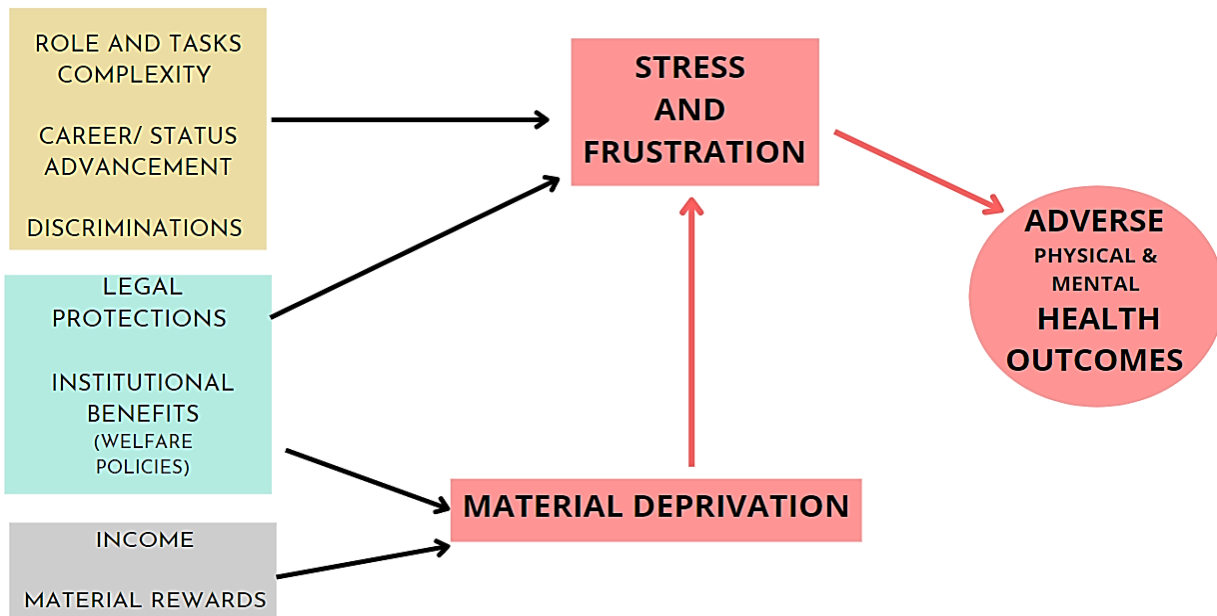 ROLE AND TASKS
COMPLEXITY
CAREER/ STATUS
ADVANCEMENT
DISCRIMINATIONS
LEGAL
PROTECTIONS
INSTITUTIONAL
BENEFITS
(WELFARE
POLICIES)
INCOME
MATERIAL REWARDS
STRESS
AND
FRUSTRATION
MATERIAL DEPRIVATION
ADVERSE
PHYSICAL &
MENTAL
HEALTH
OUTCOMES